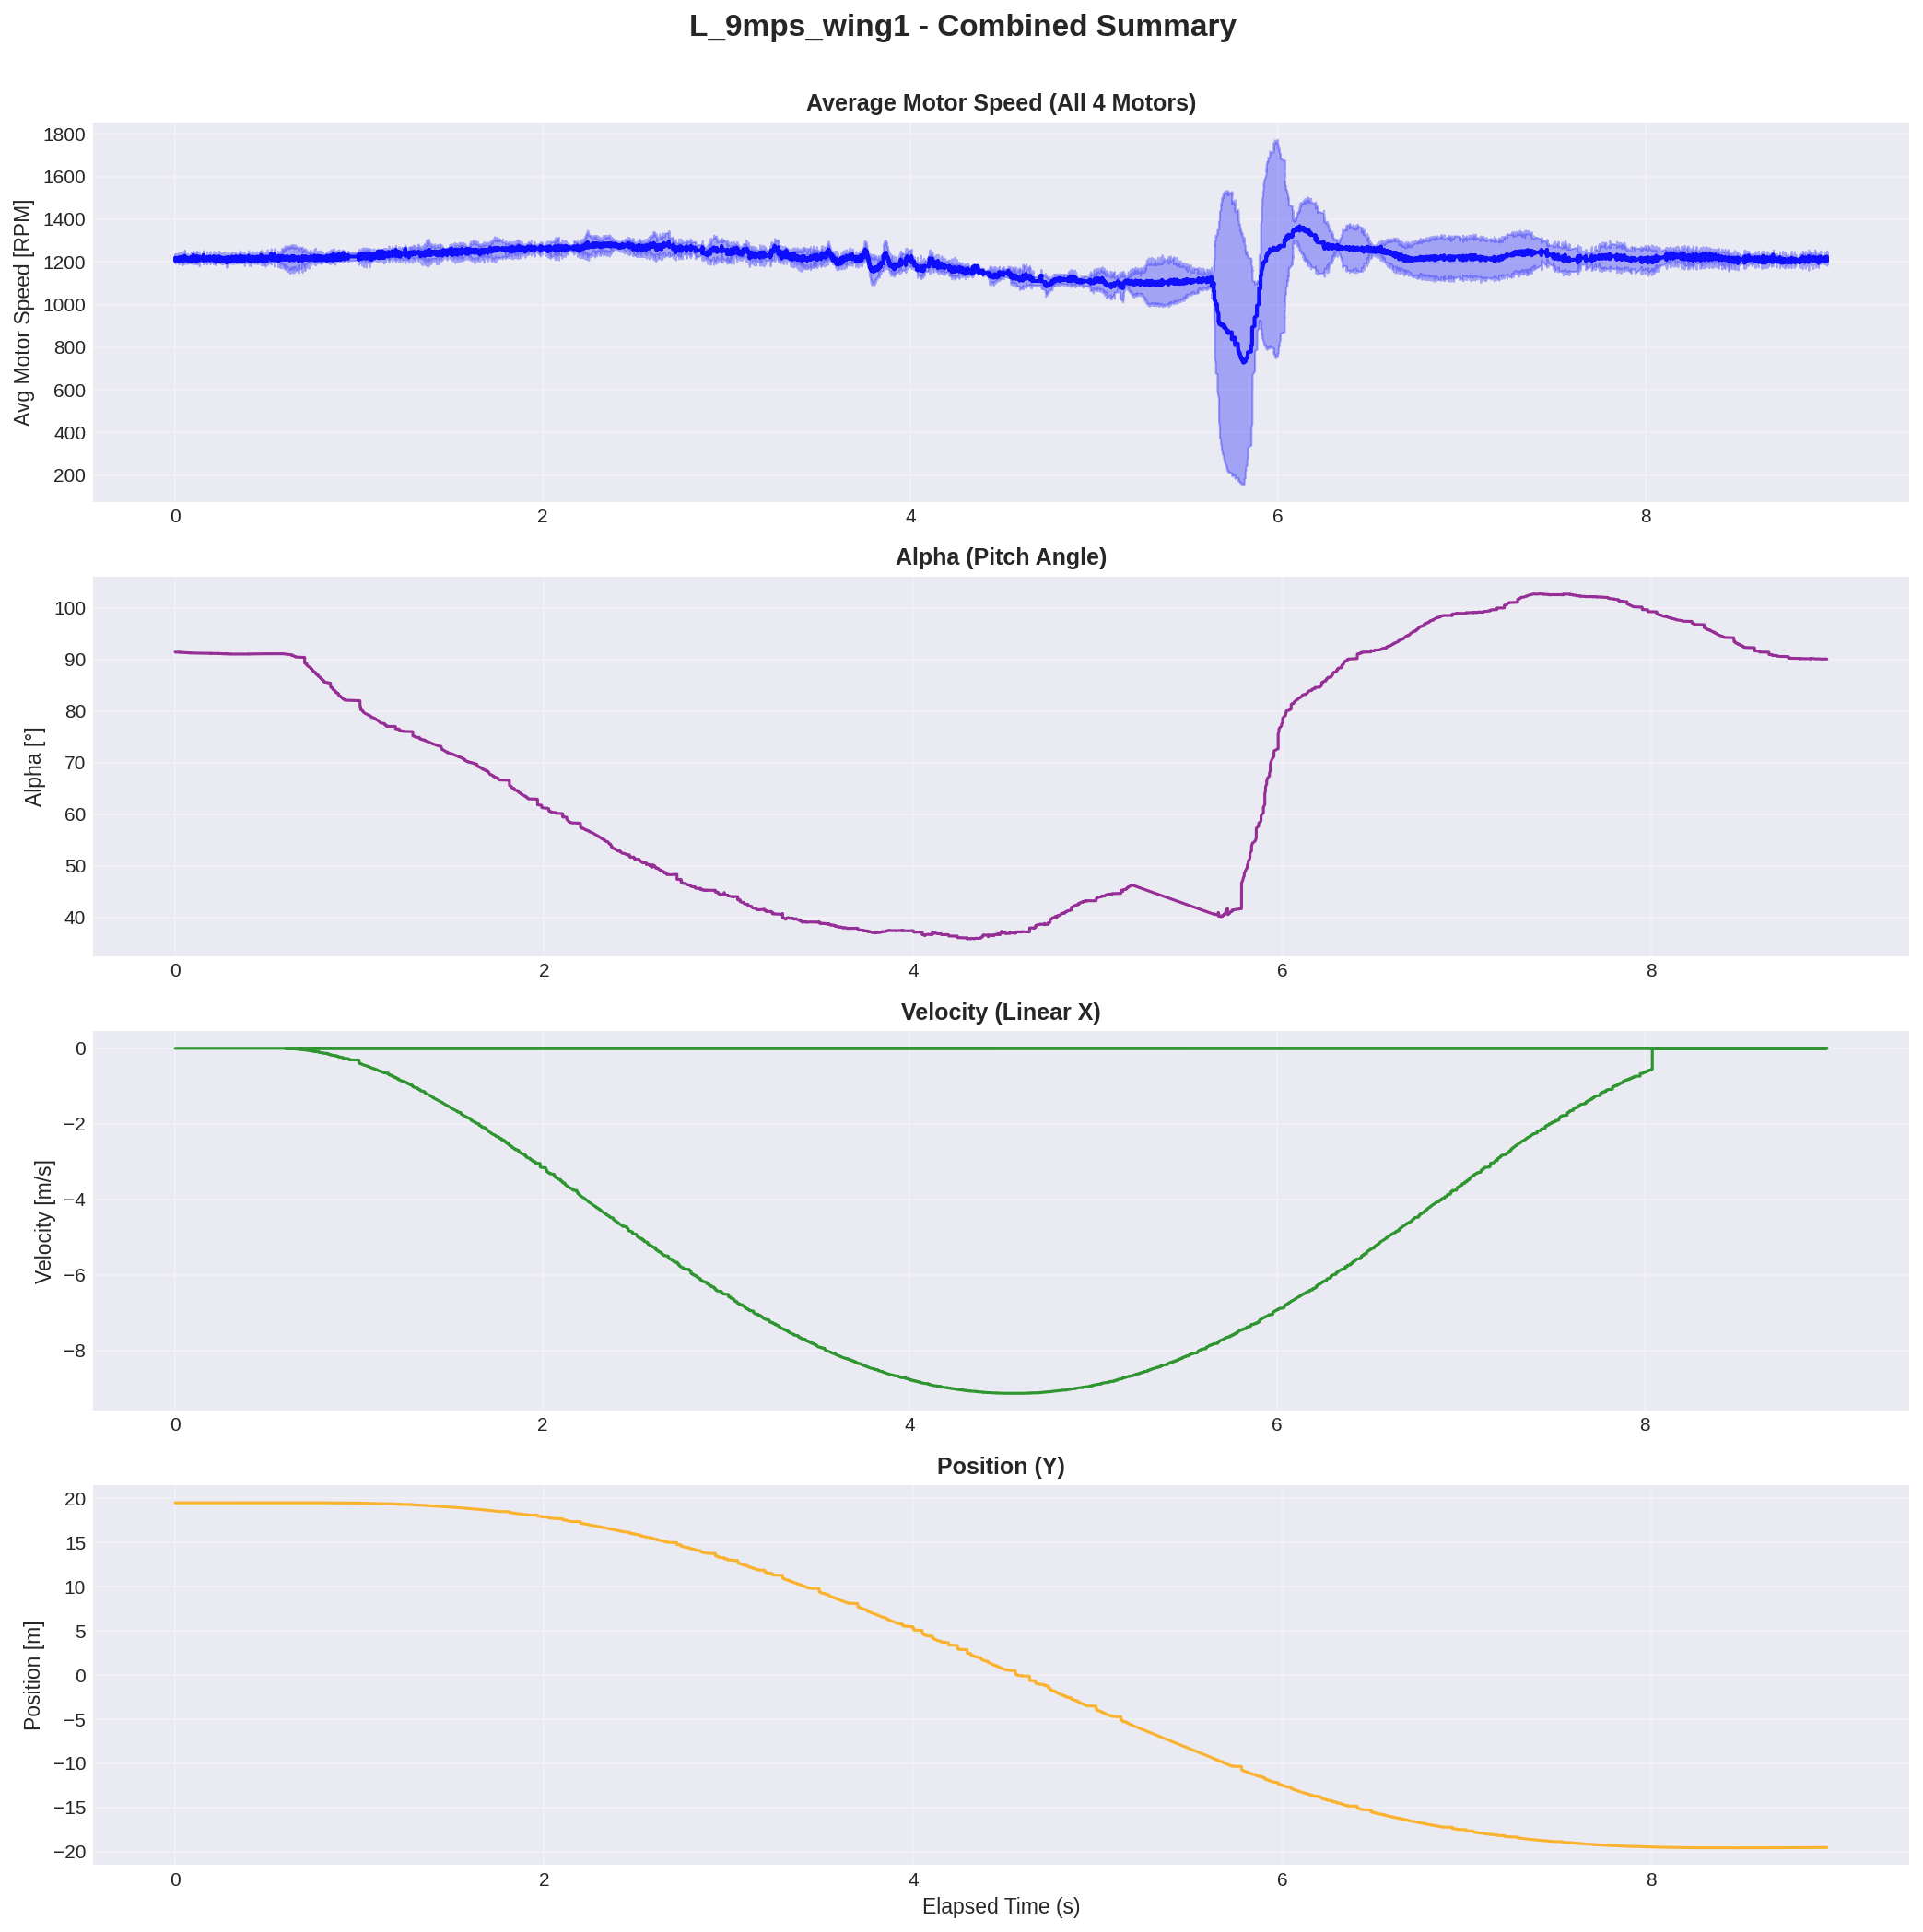 L_9mps_wing1 - Combined Summary
Average Motor Speed (All 4 Motors)
Avg Motor Speed [RPM]
1800
1600
1400
1200
1000
800
600
400
200
0 2 4 6 8
Alpha (Pitch Angle)
Alpha [°]
100
90
80
70
60
50
40
0 2 4 6 8
Velocity (Linear X)
Velocity [m/s]
0
−2
−4
−6
−8
0 2 4 6 8
Position (Y)
Position [m]
20
15
10
5
0
−5
−10
−15
−20
0 2 4 6 8
Elapsed Time (s)